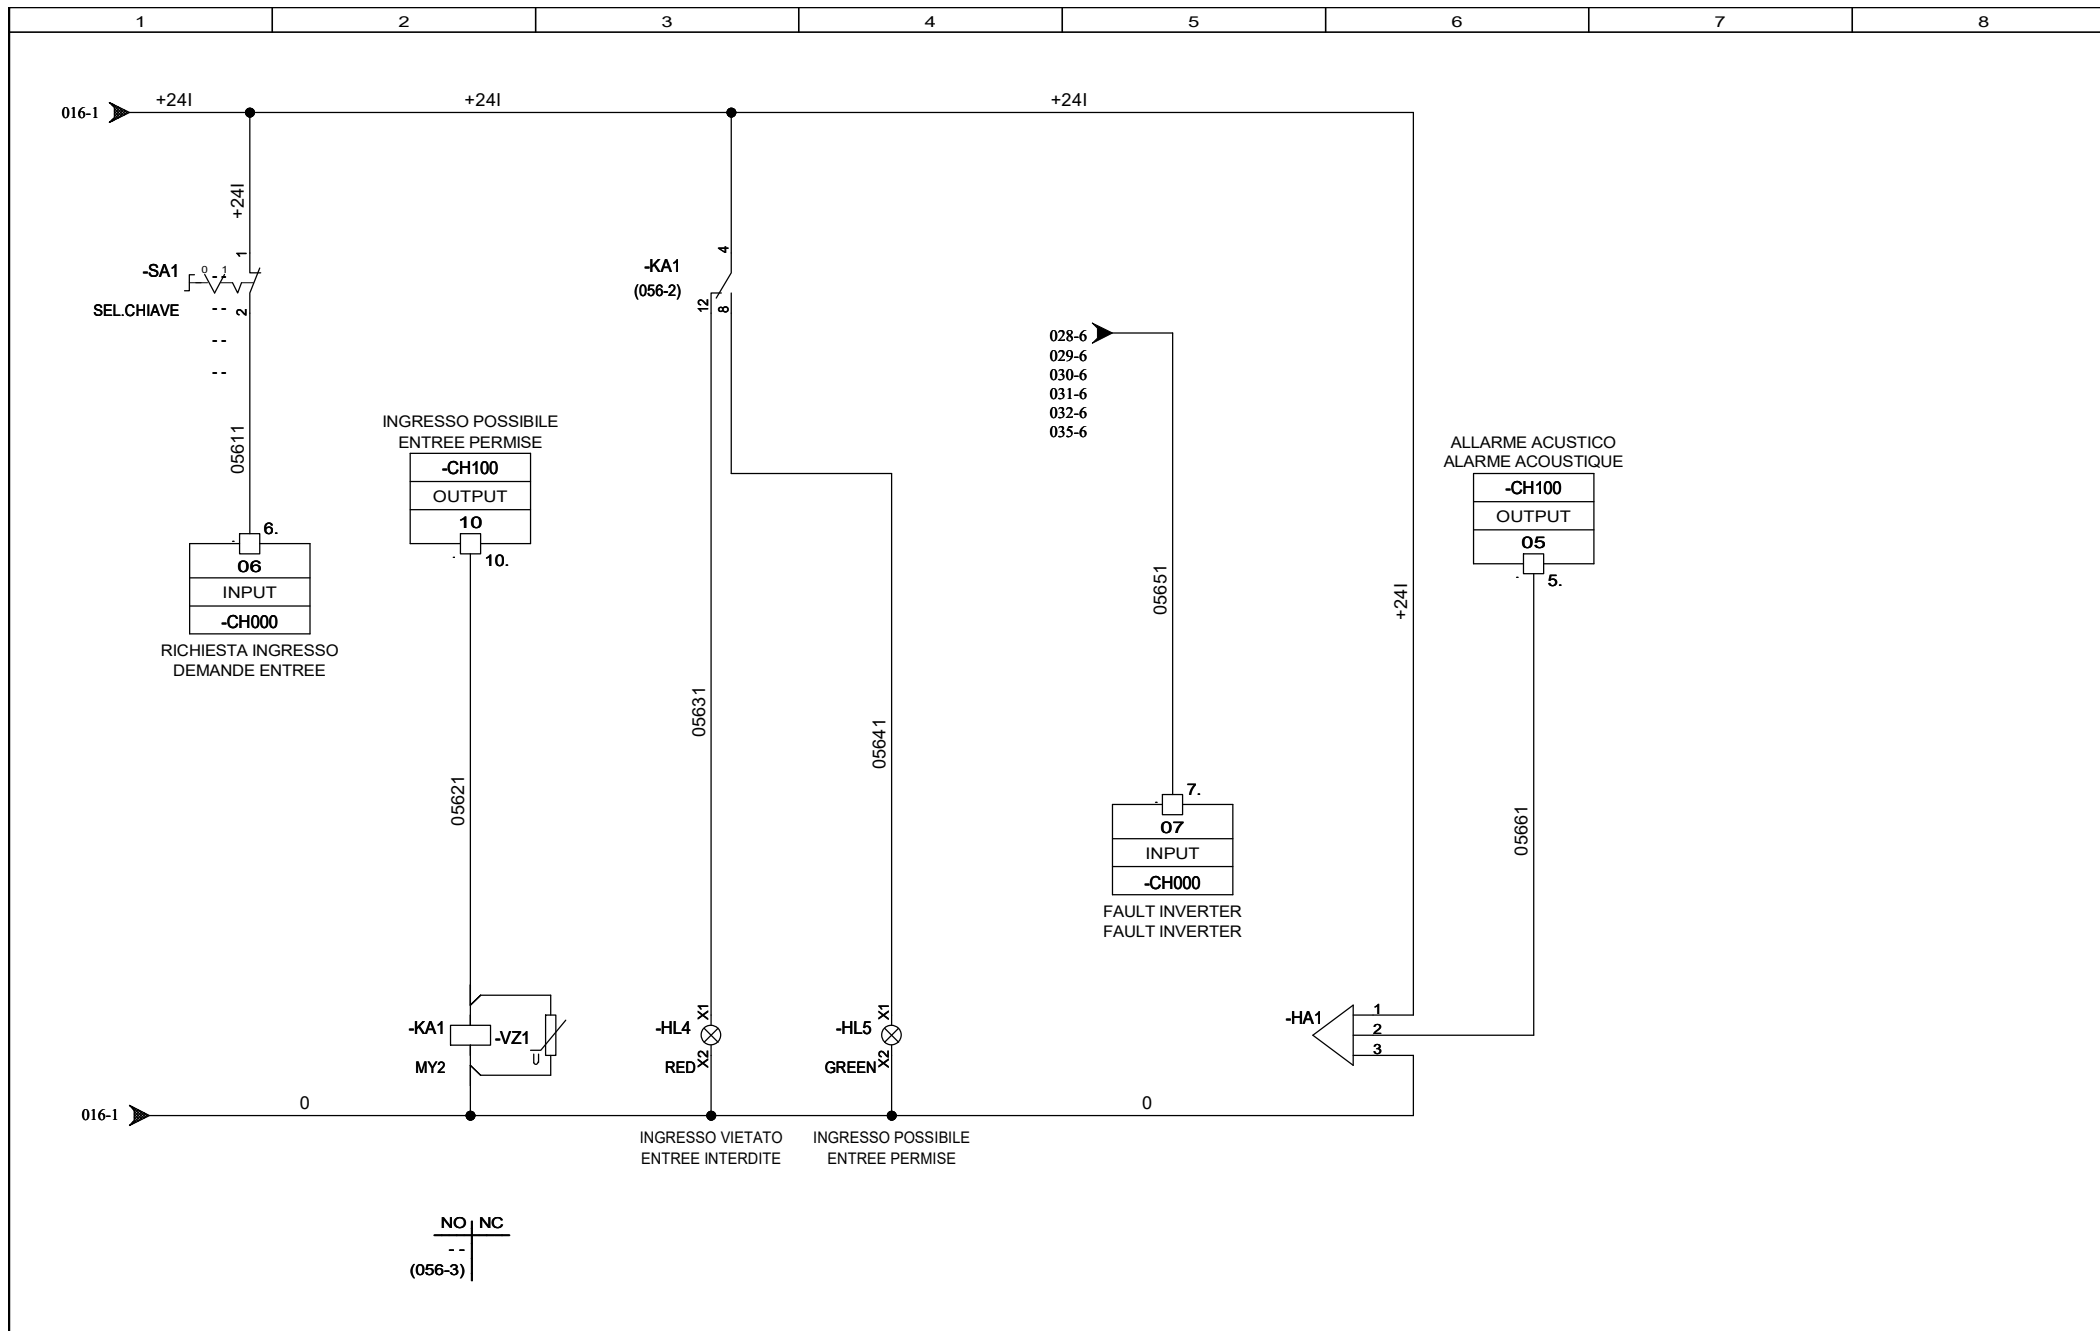 1 2 3 4 5 6 7 8
016-1 +24I +24I +24I
+24I
1
-SA1 0 1 --
SEL.CHIAVE -- 2
--
--
05611
6.
06
INPUT
-CH000
RICHIESTA INGRESSO
DEMANDE ENTREE
INGRESSO POSSIBILE
ENTREE PERMISE
-CH100
OUTPUT
10
10.
05621
-KA1 -VZ1
U
MY2
-KA1 4
(056-2)
12 8
05631
05641
-HL4 X1
RED X2
-HL5 X1
GREEN X2
028-6
029-6
030-6
031-6
032-6
035-6
05651
7.
07
INPUT
-CH000
FAULT INVERTER
FAULT INVERTER
+24I
ALLARME ACUSTICO
ALARME ACOUSTIQUE
-CH100
OUTPUT
05
5.
05661
-HA1 1
2
3
016-1 0 0
INGRESSO VIETATO
ENTREE INTERDITE
INGRESSO POSSIBILE
ENTREE PERMISE
NO NC
--
(056-3)